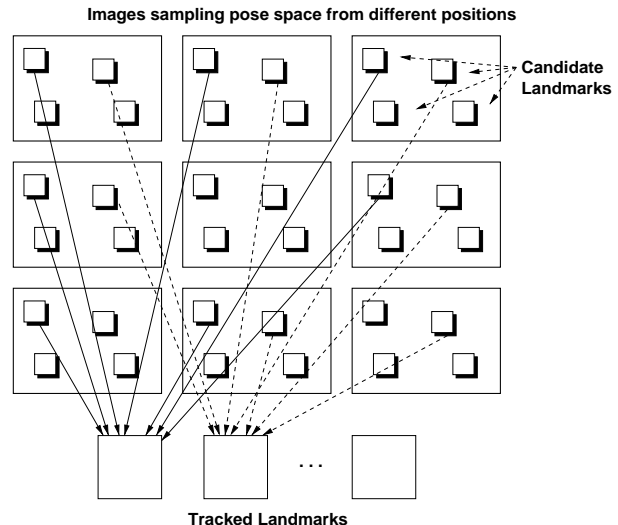 Images sampling pose space from different positions
Candidate
Landmarks
...
Tracked Landmarks